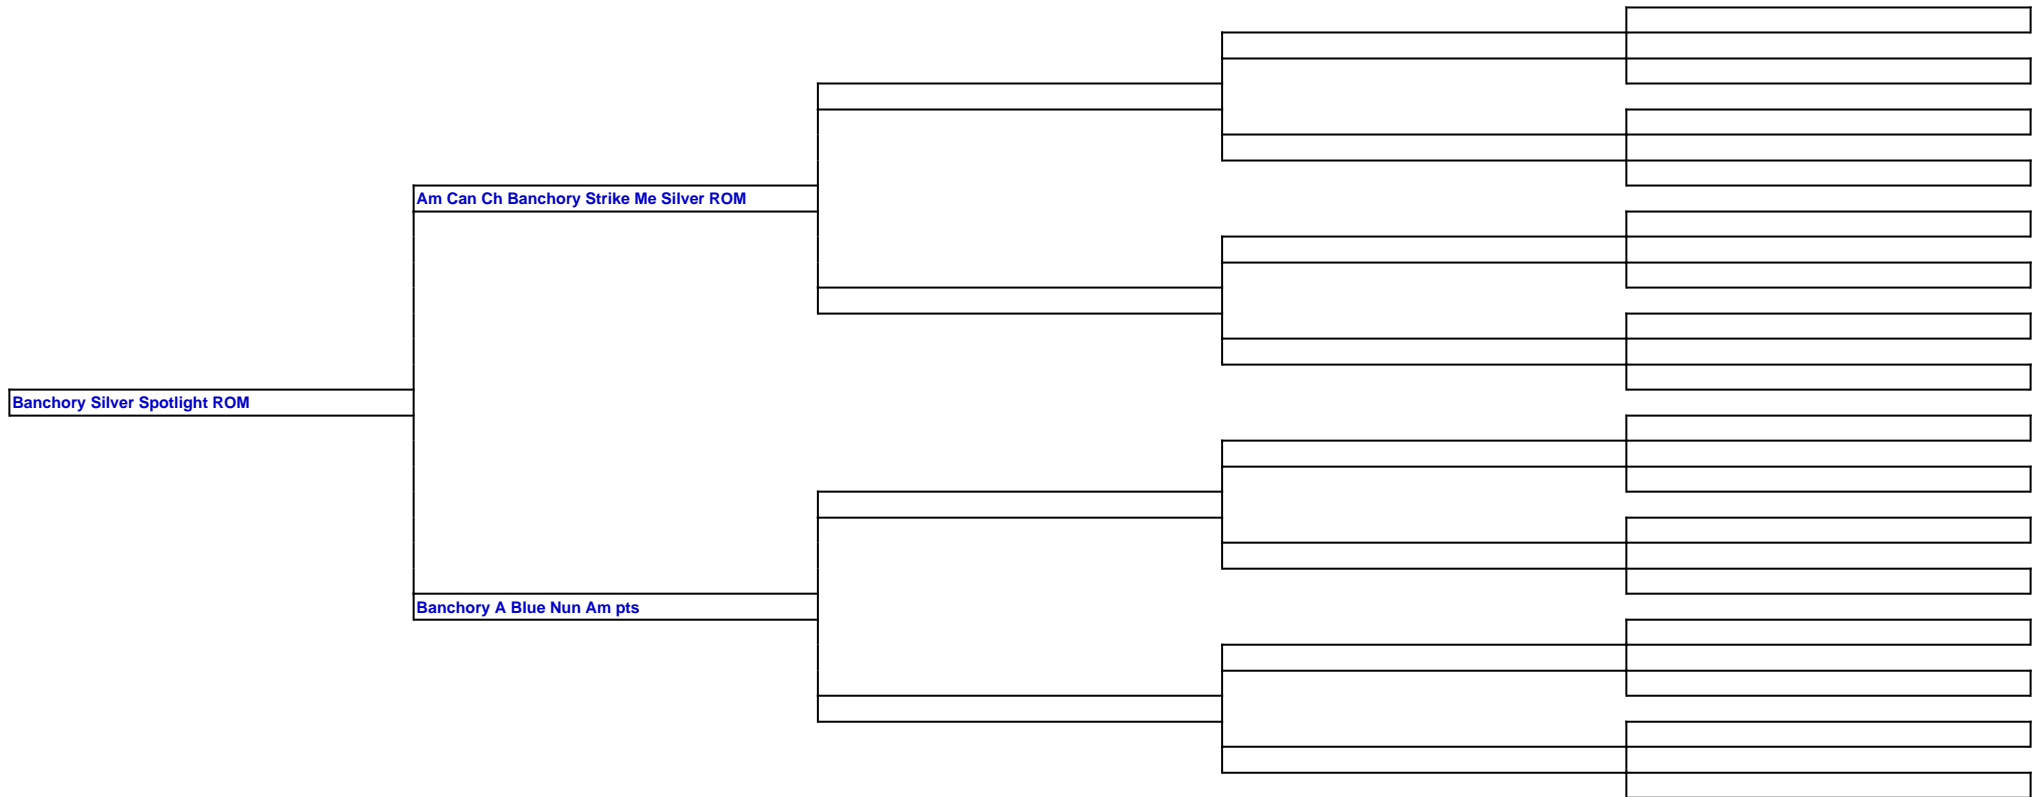 Am Can Ch Banchory Strike Me Silver ROM
Banchory Silver Spotlight ROM
Banchory A Blue Nun Am pts